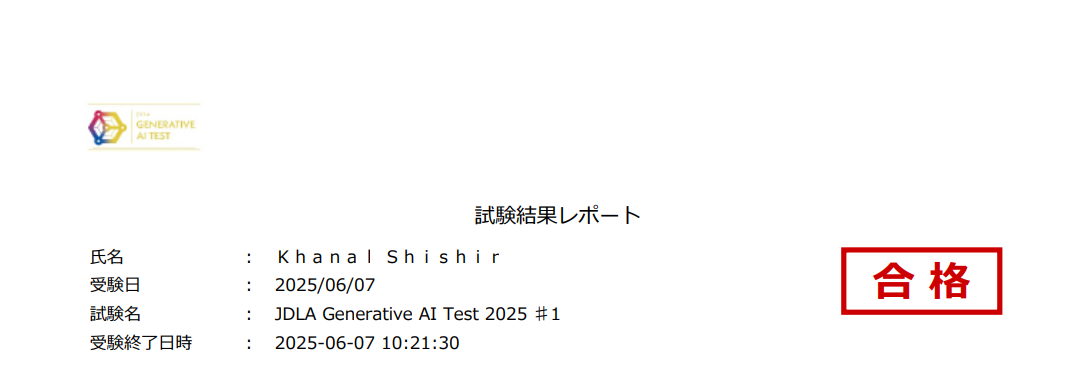 JDLA
GENERATIVE
AI TEST
試験結果レポート
氏名 : Ｋｈａｎａｌ Ｓｈｉｓｈｉｒ
合格
受験日 : 2025/06/07
試験名 : JDLA Generative AI Test 2025 ♯1
受験終了日時 : 2025-06-07 10:21:30